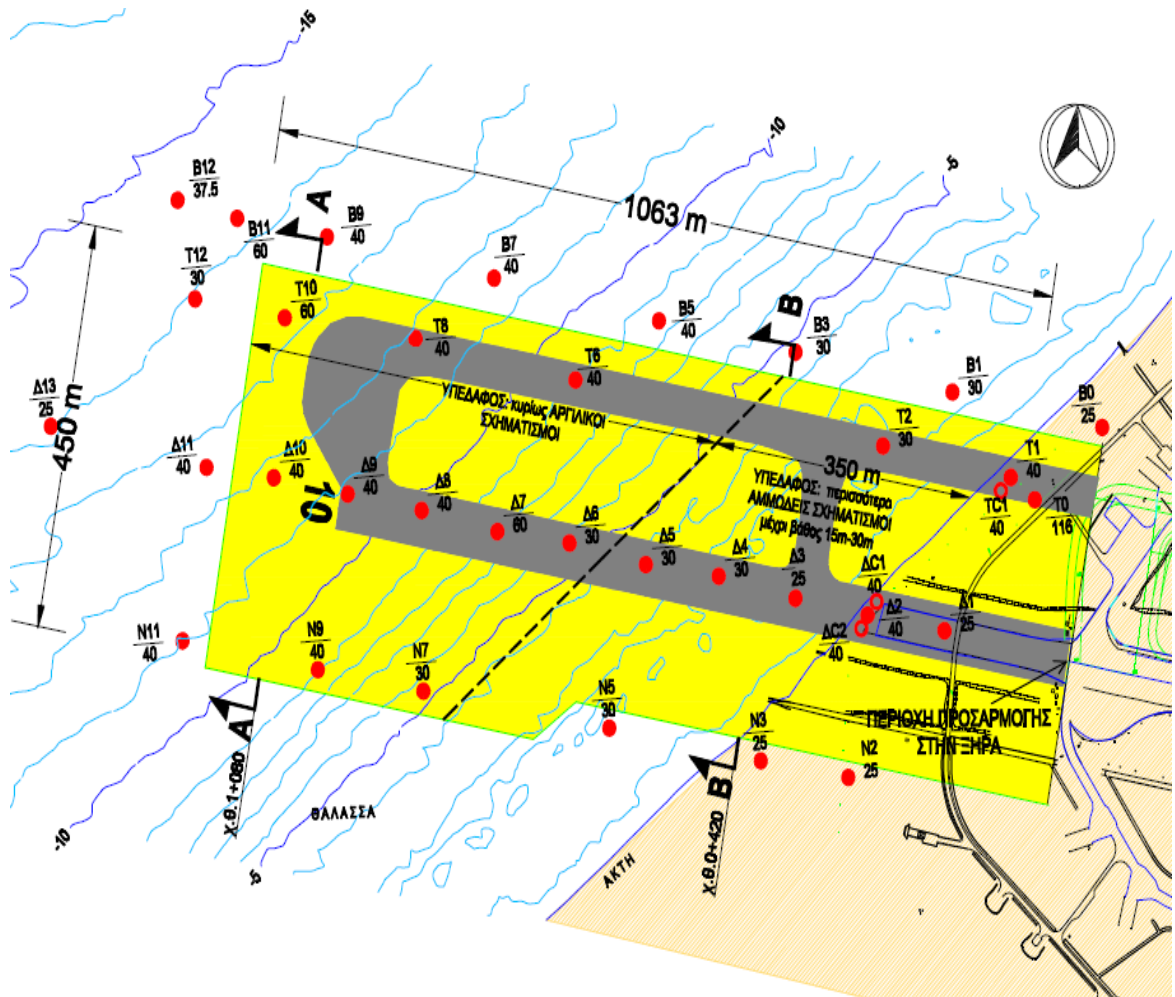 -15
-10
-5
1063 m
450 m
350 m
B12
37.5
B11
60
A
B9
40
T12
30
T10
60
B7
40
B5
40
B
B3
30
B1
30
B0
25
T8
40
T6
40
T2
30
T1
40
TC1
40
T0
116
ΥΠΕΔΑΦΟΣ: κυρίως ΑΡΓΙΛΙΚΟΙ
ΣΧΗΜΑΤΙΣΜΟΙ
ΥΠΕΔΑΦΟΣ: περισσότερο
ΑΜΜΩΔΕΙΣ ΣΧΗΜΑΤΙΣΜΟΙ
μέχρι βάθος 15m-30m
Δ13
25
Δ11
40
Δ10
40
Δ9
40
10
Δ8
40
Δ7
60
Δ6
30
Δ5
30
Δ4
30
Δ3
25
ΔC1
40
Δ2
40
ΔC2
40
Δ1
25
N11
40
N9
40
N7
30
N5
30
N3
25
N2
25
ΠΕΡΙΟΧΗ ΠΡΟΣΑΡΜΟΓΗΣ
ΣΤΗΝ ΞΗΡΑ
A
Χ.Θ.1+080
B
Χ.Θ.0+420
ΘΑΛΑΣΣΑ
ΑΚΤΗ
-10
-5